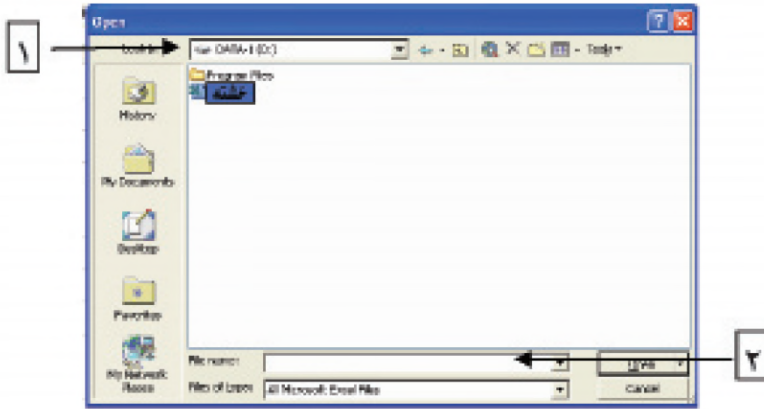 Open
١
Look in:
DATA-1 (D:)
Tools
Program Files
History
My Documents
Desktop
Favorites
My Network
Places
File name:
Open
٢
Files of type:
All Microsoft Excel Files
Cancel